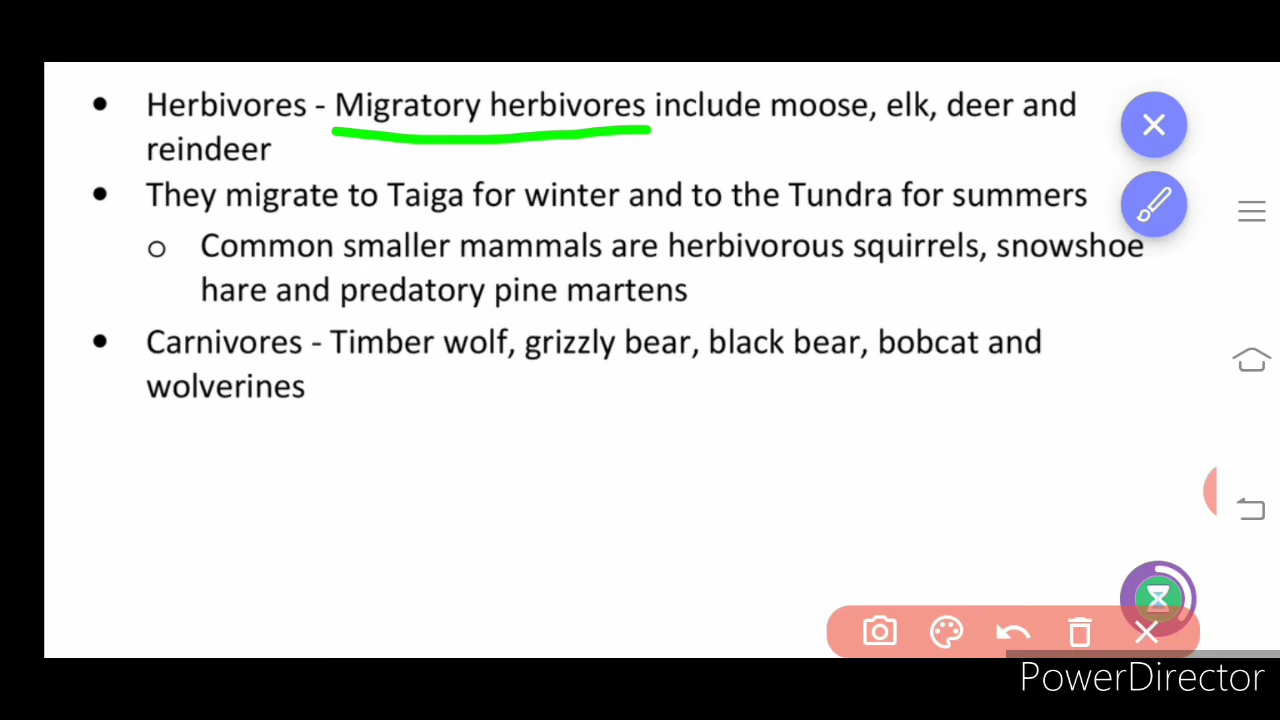 • Herbivores - Migratory herbivores include moose, elk, deer and
reindeer
• They migrate to Taiga for winter and to the Tundra for summers
o Common smaller mammals are herbivorous squirrels, snowshoe
hare and predatory pine martens
• Carnivores - Timber wolf, grizzly bear, black bear, bobcat and
wolverines
PowerDirector